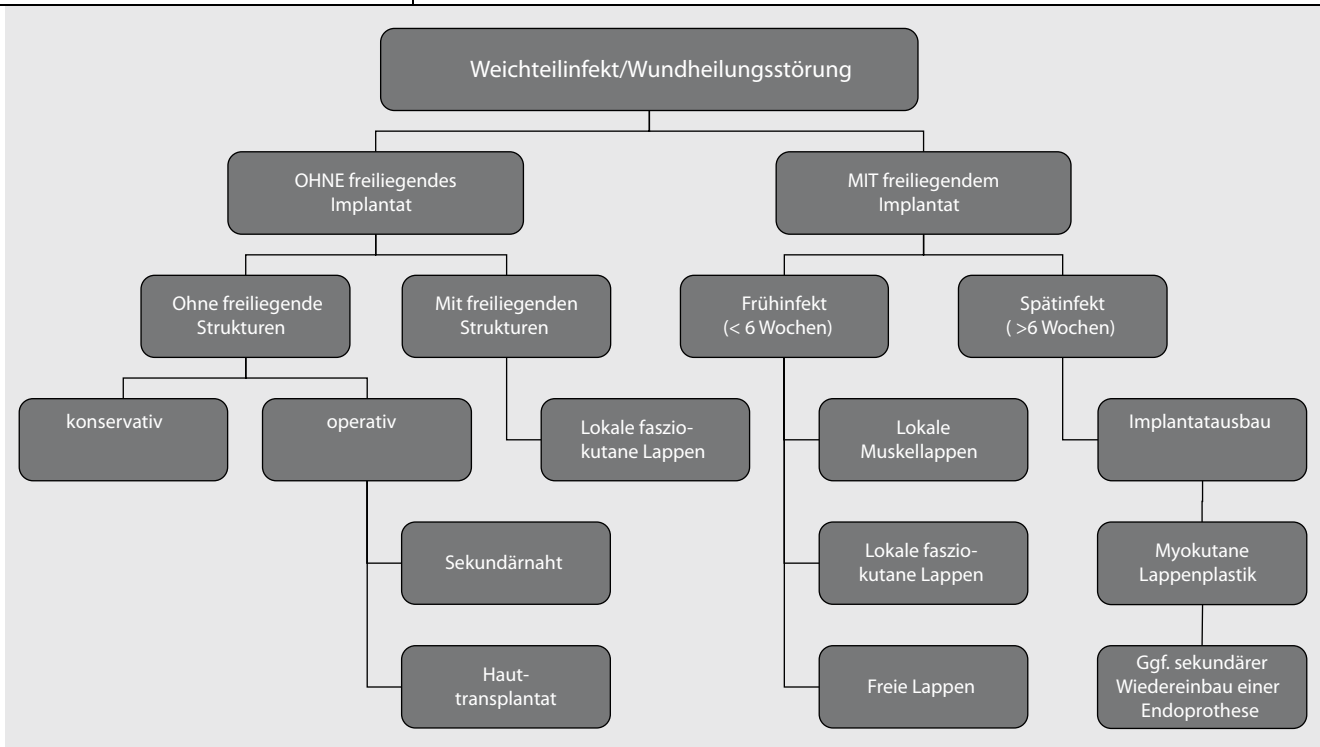 Weichteilinfekt/Wundheilungsstörung
OHNE freiliegendes
Implantat
MIT freiliegendem
Implantat
Ohne freiliegende
Strukturen
Mit freiliegenden
Strukturen
Frühinfekt
(< 6 Wochen)
Spätinfekt
( >6 Wochen)
konservativ
operativ
Lokale faszio-
kutane Lappen
Lokale
Muskellappen
Implantatausbau
Sekundärnaht
Lokale faszio-
kutane Lappen
Myokutane
Lappenplastik
Haut-
transplantat
Freie Lappen
Ggf. sekundärer
Wiedereinbau einer
Endoprothese